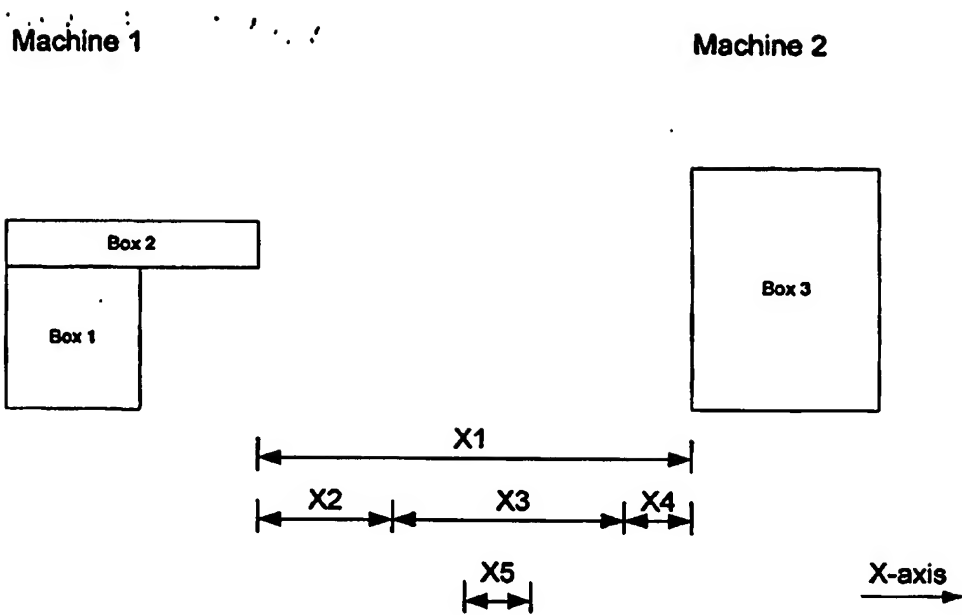 Machine 1
Machine 2
Box 2
Box 1
Box 3
X1
X2
X3
X4
X5
X-axis